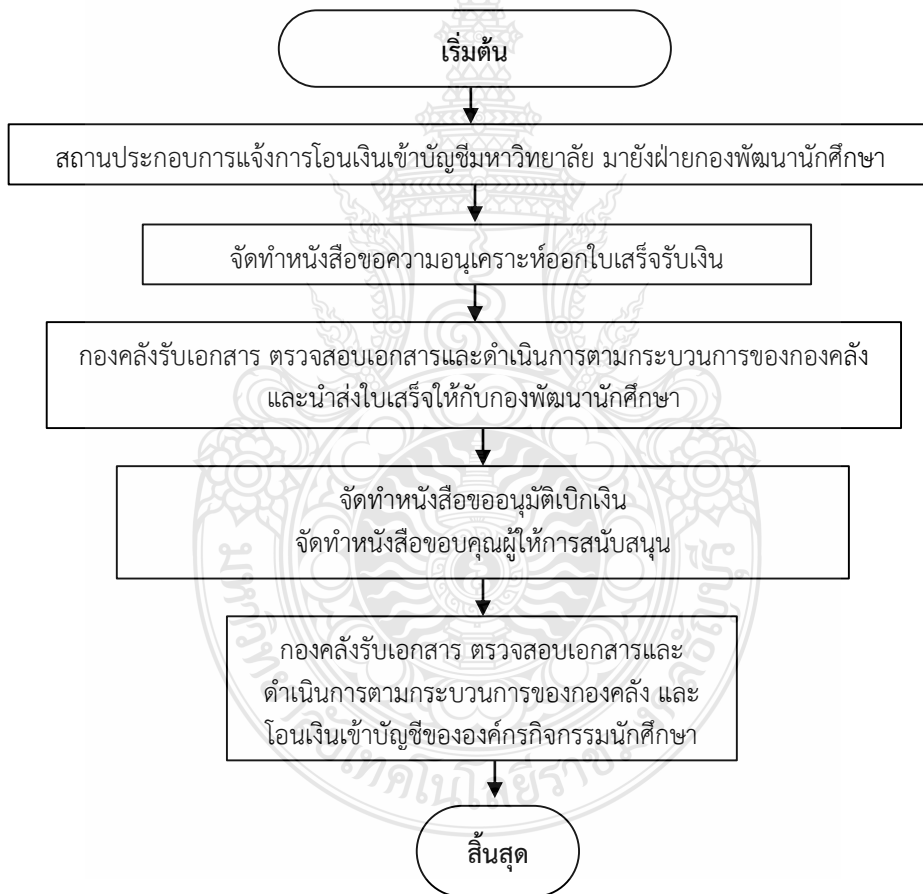 เริ่มต้น
สถานประกอบการแจ้งการโอนเงินเข้าบัญชีมหาวิทยาลัย มายังฝ่ายกองพัฒนานักศึกษา
จัดทำหนังสือขอความอนุเคราะห์ออกใบเสร็จรับเงิน
กองคลังรับเอกสาร ตรวจสอบเอกสารและดำเนินการตามกระบวนการของกองคลัง
และนำส่งใบเสร็จให้กับกองพัฒนานักศึกษา
จัดทำหนังสือขออนุมัติเบิกเงิน
จัดทำหนังสือขอบคุณผู้ให้การสนับสนุน
กองคลังรับเอกสาร ตรวจสอบเอกสารและ
ดำเนินการตามกระบวนการของกองคลัง และ
โอนเงินเข้าบัญชีขององค์กรกิจกรรมนักศึกษา
สิ้นสุด